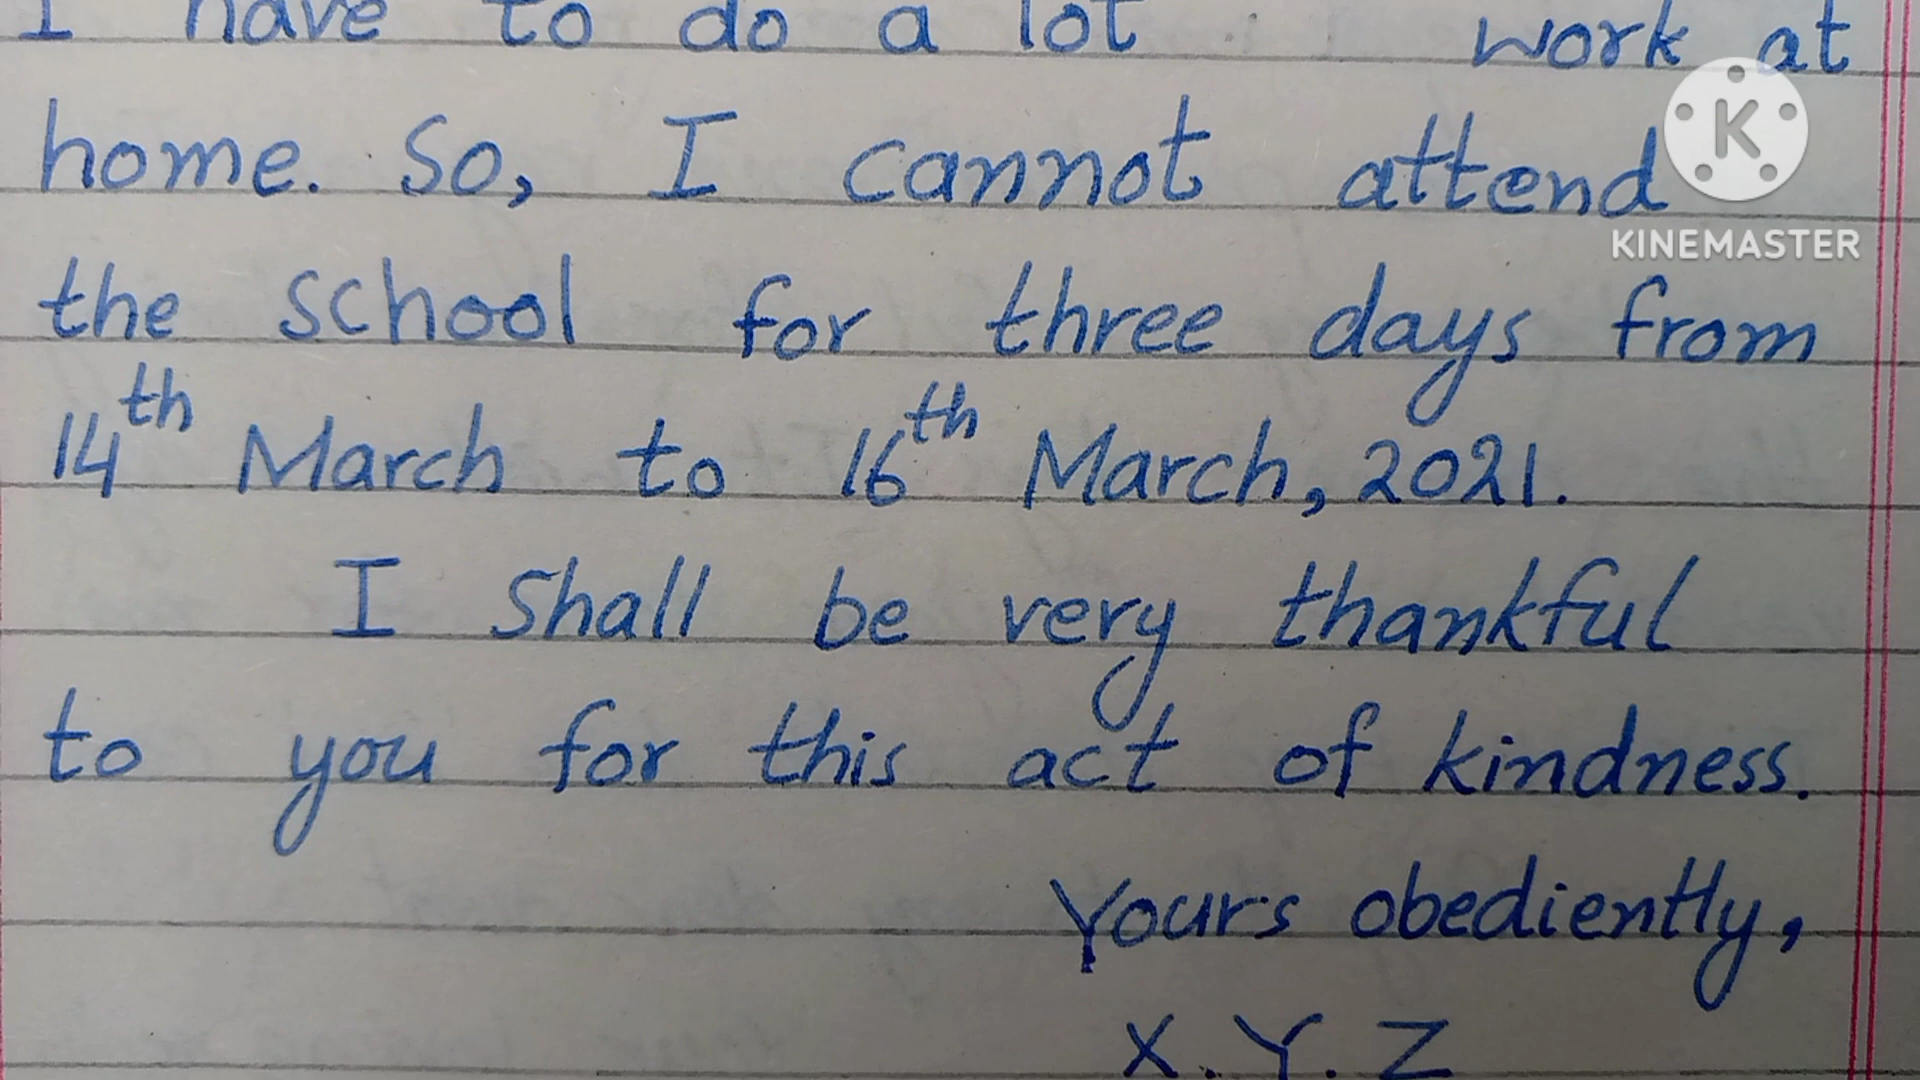 I have to do a lot work at
home. So, I cannot attend
the school for three days from
14th March to 16th March, 2021.
I Shall be very thankful
to you for this act of kindness.
Yours obediently,
X.Y.Z
K
KINEMASTER